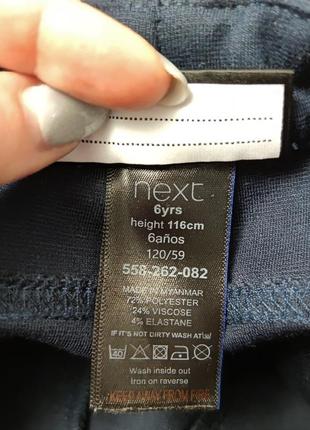 next
6yrs
height 116cm
6años
120/59
558-262-082
MADE IN MYANMAR
72% POLYESTER
24% VISCOSE
4% ELASTANE
IF IT'S NOT DIRTY WASH AT
40
Wash inside out
Iron on reverse
KEEP AWAY FROM FIRE